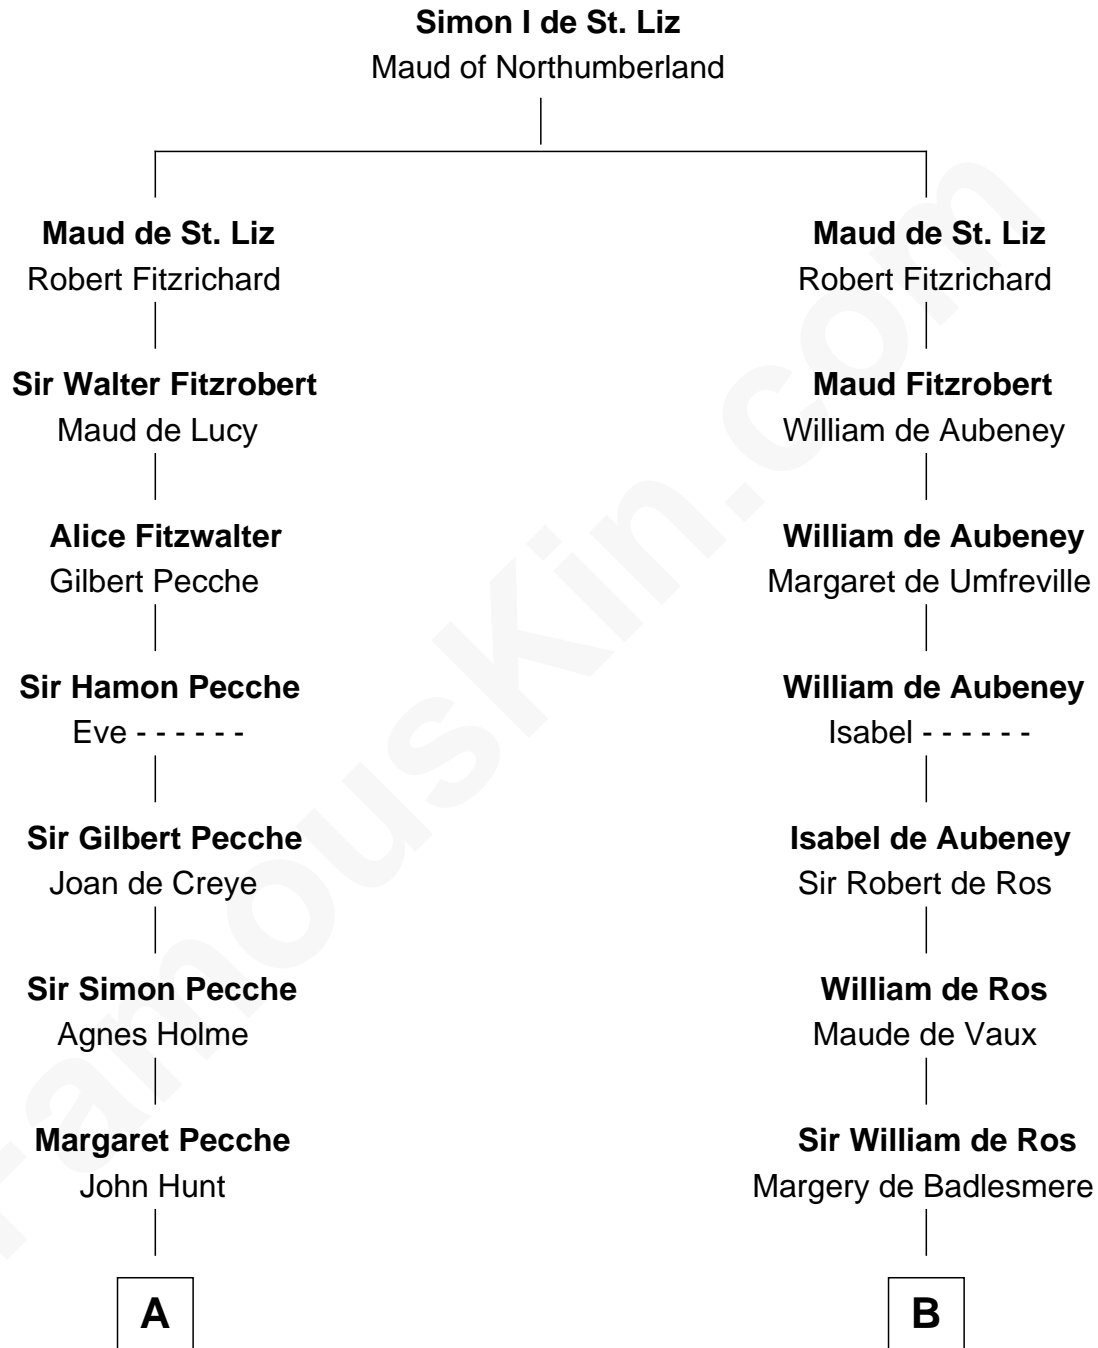 Simon I de St. Liz
Maud of Northumberland
Maud de St. Liz
Robert Fitzrichard
Sir Walter Fitzrobert
Maud de Lucy
Alice Fitzwalter
Gilbert Pecche
Sir Hamon Pecche
Eve - - - - - -
Sir Gilbert Pecche
Joan de Creye
Sir Simon Pecche
Agnes Holme
Margaret Pecche
John Hunt
A
Maud de St. Liz
Robert Fitzrichard
Maud Fitzrobert
William de Aubeney
William de Aubeney
Margaret de Umfreville
William de Aubeney
Isabel - - - - - -
Isabel de Aubeney
Sir Robert de Ros
William de Ros
Maude de Vaux
Sir William de Ros
Margery de Badlesmere
B
FamousKin.com